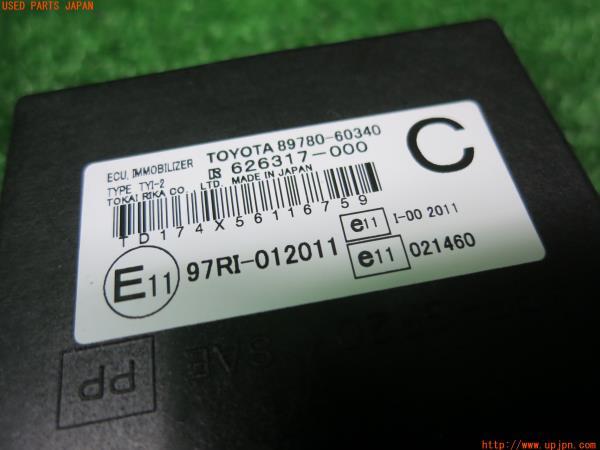 USED PARTS JAPAN
ECU, IMMOBILIZER TOYOTA 89780-60340
TYPE TYI-2 626317-000
TOKAI RIKA CO., LTD. MADE IN JAPAN
C
TD174X56116759
E11 97RI-012011
e11 I-00 2011
e11 021460
PP
http://www.upjpn.com